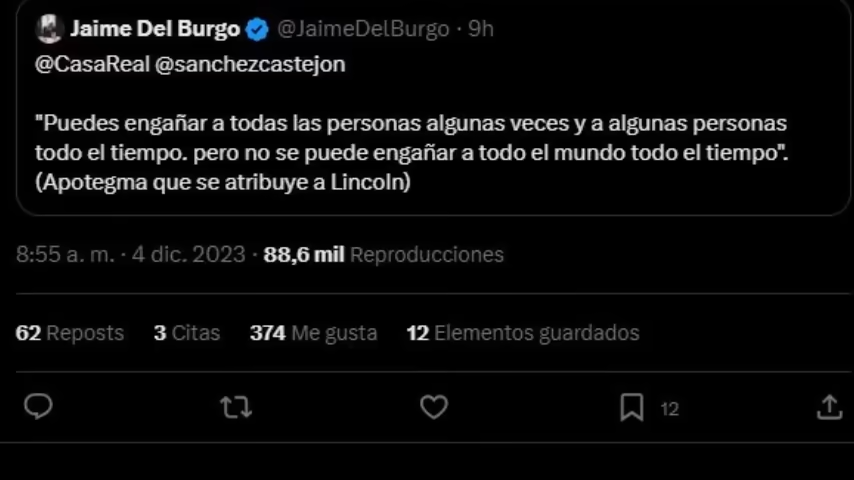 Jaime Del Burgo @JaimeDelBurgo · 9h
@CasaReal @sanchezcastejon
"Puedes engañar a todas las personas algunas veces y a algunas personas
todo el tiempo. pero no se puede engañar a todo el mundo todo el tiempo".
(Apotegma que se atribuye a Lincoln)
8:55 a. m. · 4 dic. 2023 · 88,6 mil Reproducciones
62 Reposts 3 Citas 374 Me gusta 12 Elementos guardados
12